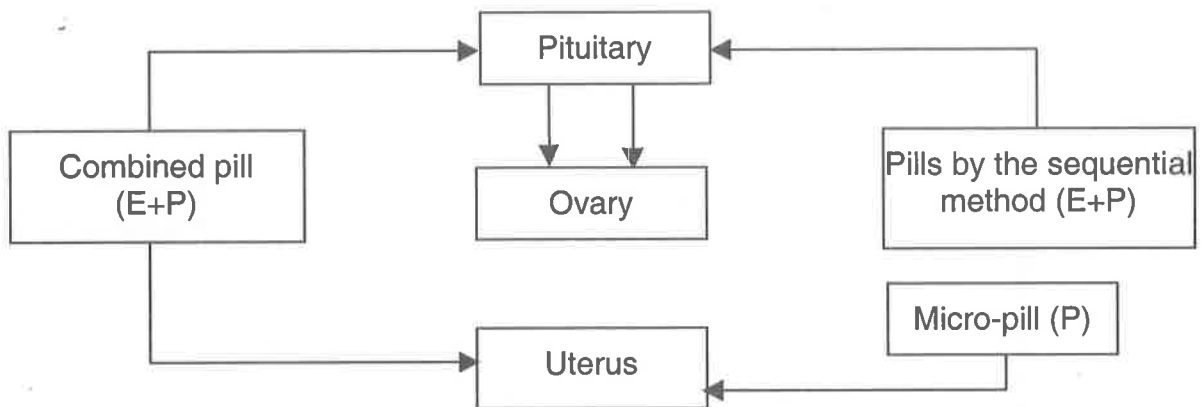 Pituitary
Combined pill
(E+P)
Ovary
Pills by the sequential
method (E+P)
Micro-pill (P)
Uterus